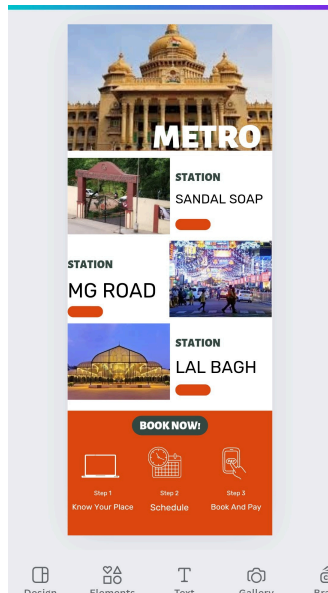 METRO
STATION
SANDAL SOAP
STATION
MG ROAD
STATION
LAL BAGH
BOOK NOW!
Step 1
Step 2
Step 3
Know Your Place
Schedule
Book And Pay
Design
Elements
Text
Gallery